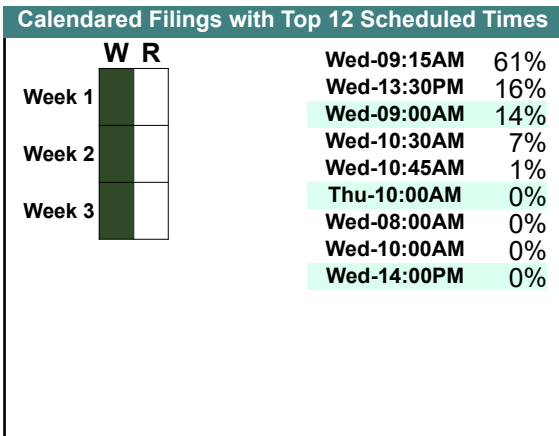 Calendared Filings with Top 12 Scheduled Times
W R
Week 1
Week 2
Week 3
Wed-09:15AM 61%
Wed-13:30PM 16%
Wed-09:00AM 14%
Wed-10:30AM 7%
Wed-10:45AM 1%
Thu-10:00AM 0%
Wed-08:00AM 0%
Wed-10:00AM 0%
Wed-14:00PM 0%